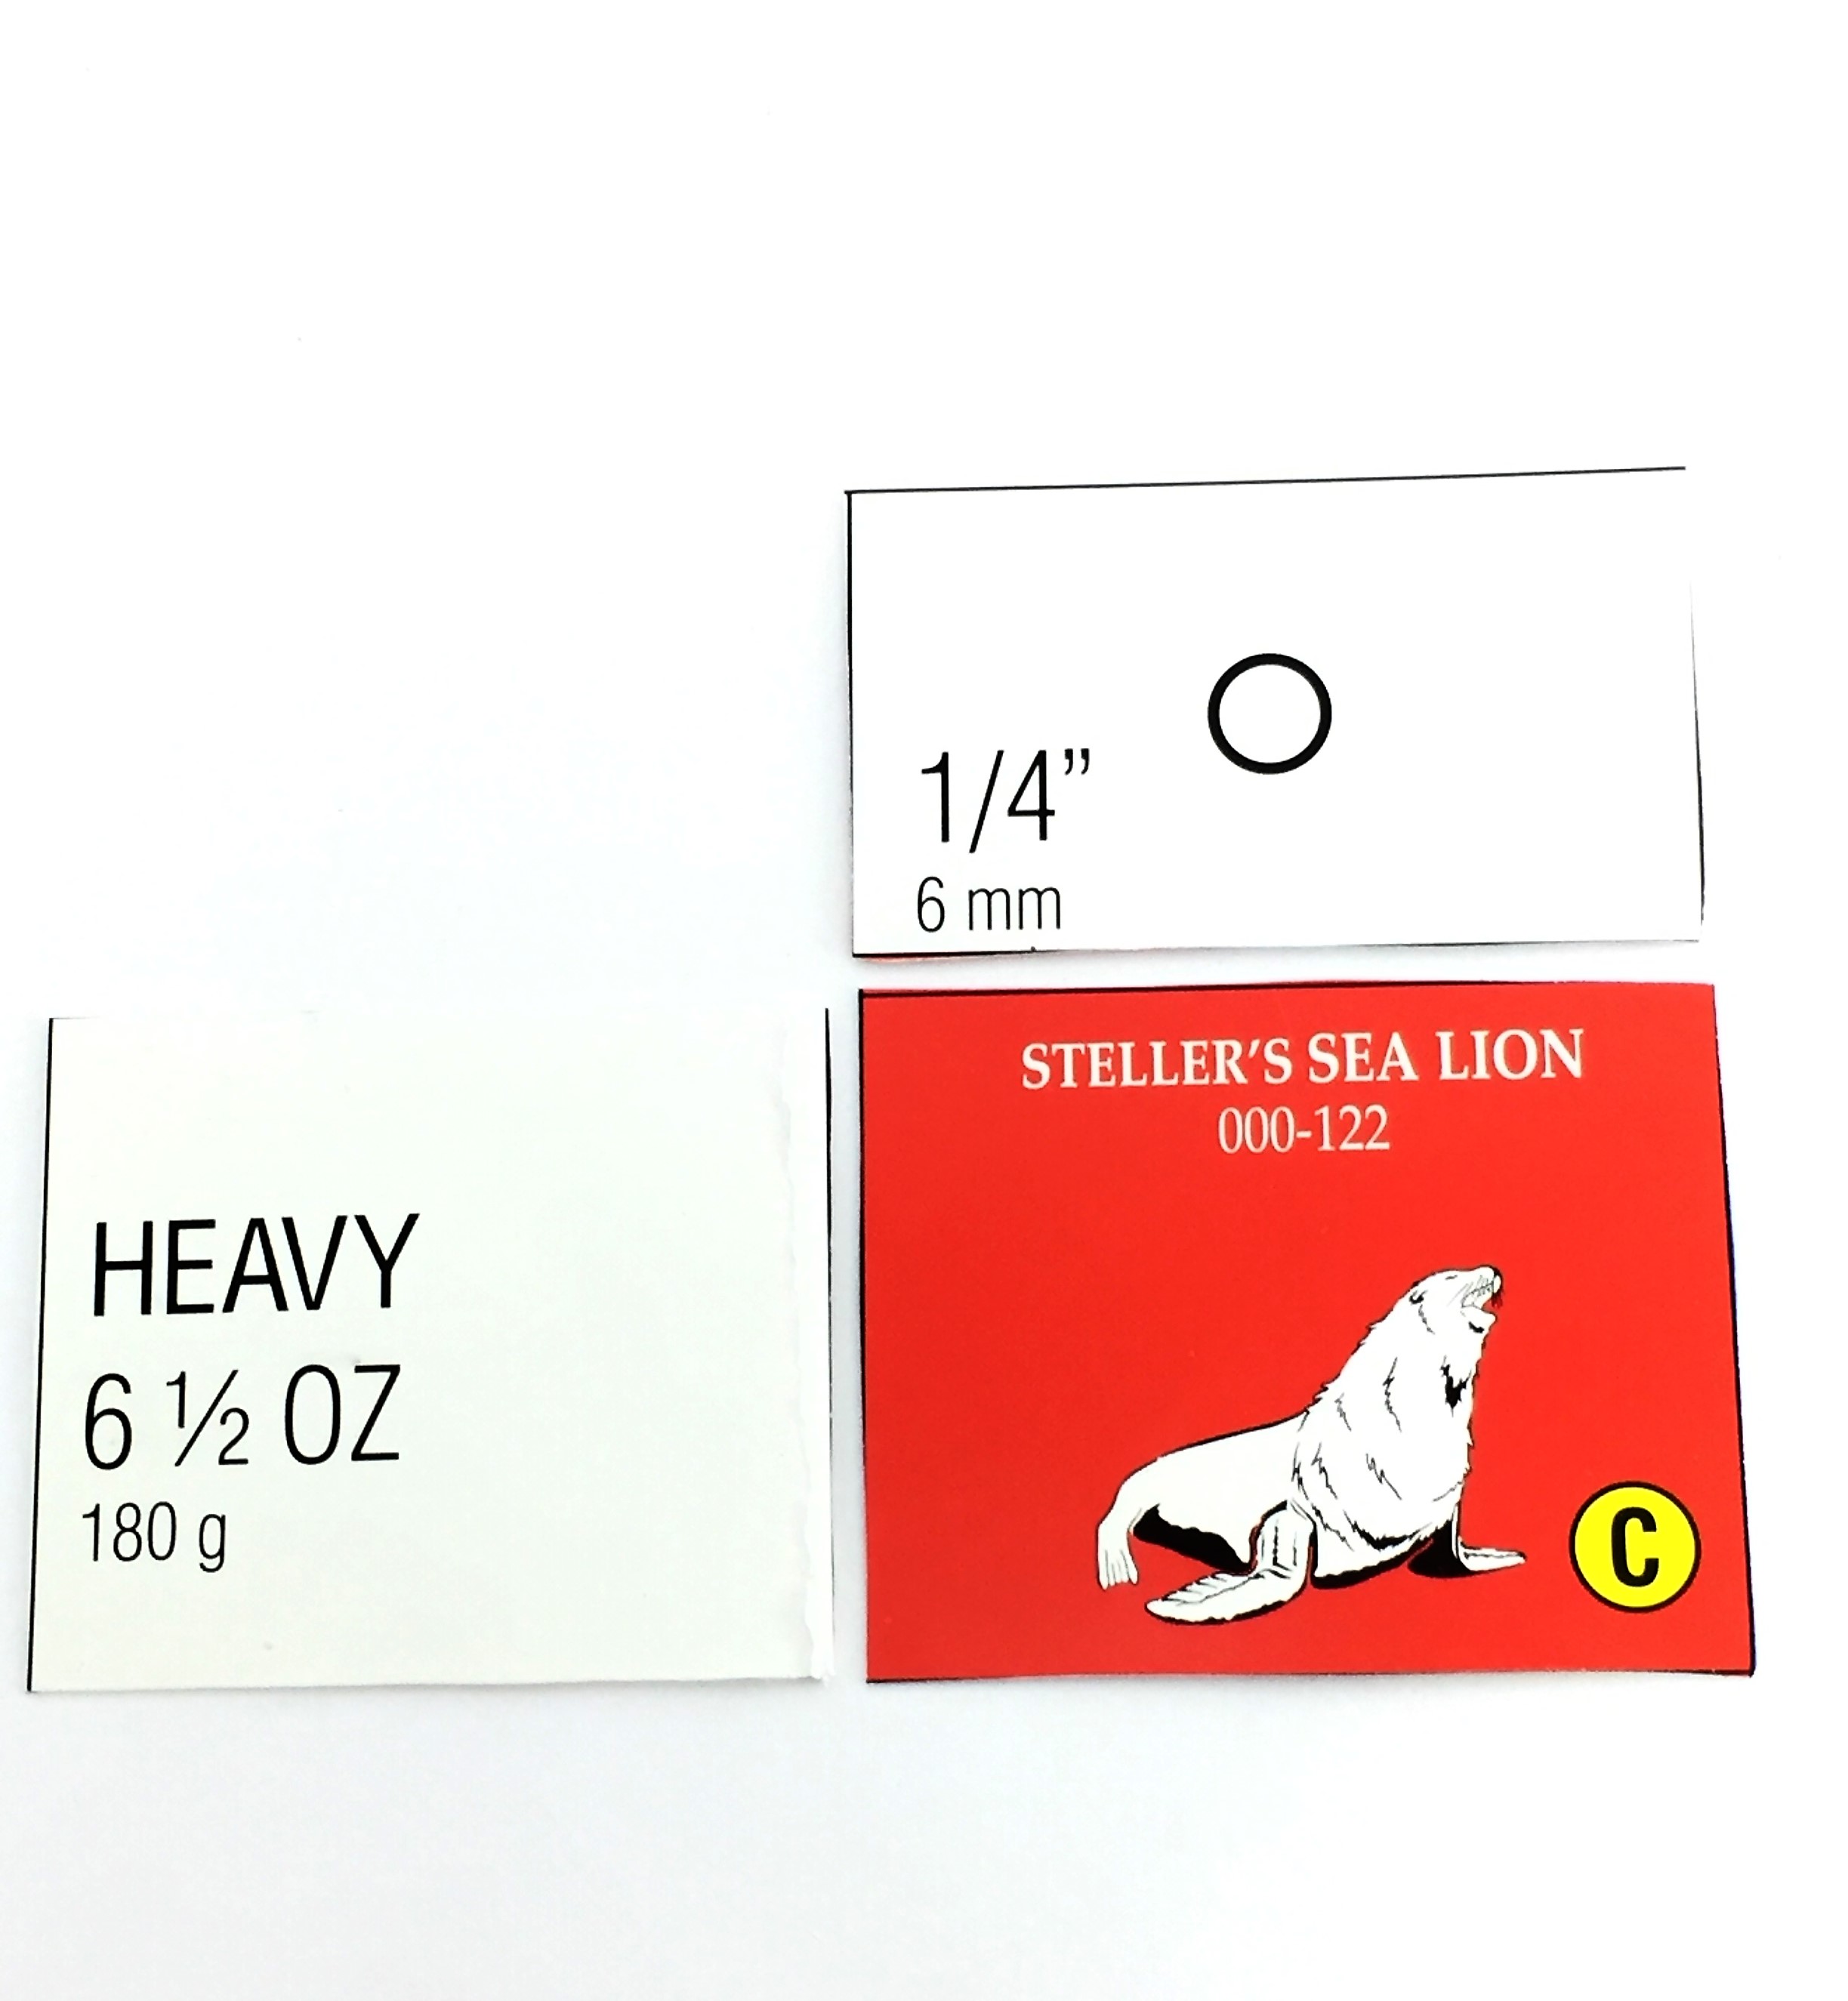 1/4”
6 mm
STELLER’S SEA LION
000-122
C
HEAVY
6 ½ OZ
180 g